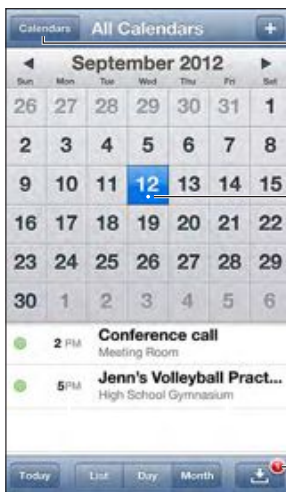 Calendars All Calendars +
September 2012
Sun Mon Tue Wed Thu Fri Sat
26 27 28 29 30 31 1
2 3 4 5 6 7 8
9 10 11 12 13 14 15
16 17 18 19 20 21 22
23 24 25 26 27 28 29
30 1 2 3 4 5 6
2 PM Conference call
Meeting Room
5PM Jenn's Volleyball Pract...
High School Gymnasium
Today List Day Month